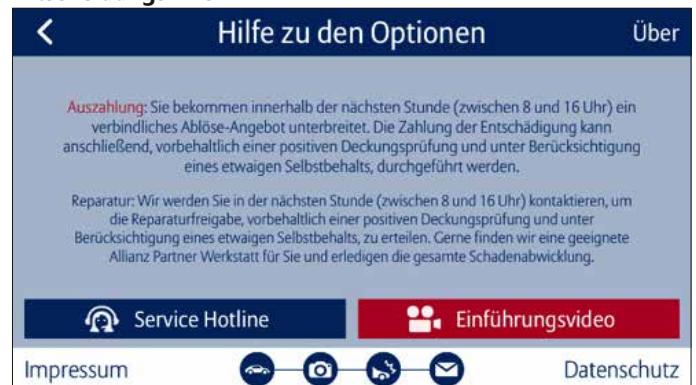 Hilfe zu den Optionen
Über
Auszahlung: Sie bekommen innerhalb der nächsten Stunde (zwischen 8 und 16 Uhr) ein
verbindliches Ablöse-Angebot unterbreitet. Die Zahlung der Entschädigung kann
anschließend, vorbehaltlich einer positiven Deckungsprüfung und unter Berücksichtigung
eines etwaigen Selbstbehalts, durchgeführt werden.
Reparatur: Wir werden Sie in der nächsten Stunde (zwischen 8 und 16 Uhr) kontaktieren, um
die Reparaturfreigabe, vorbehaltlich einer positiven Deckungsprüfung und unter
Berücksichtigung eines etwaigen Selbstbehalts, zu erteilen. Gerne finden wir eine geeignete
Allianz Partner Werkstatt für Sie und erledigen die gesamte Schadenabwicklung.
Service Hotline
Einführungsvideo
Impressum
Datenschutz